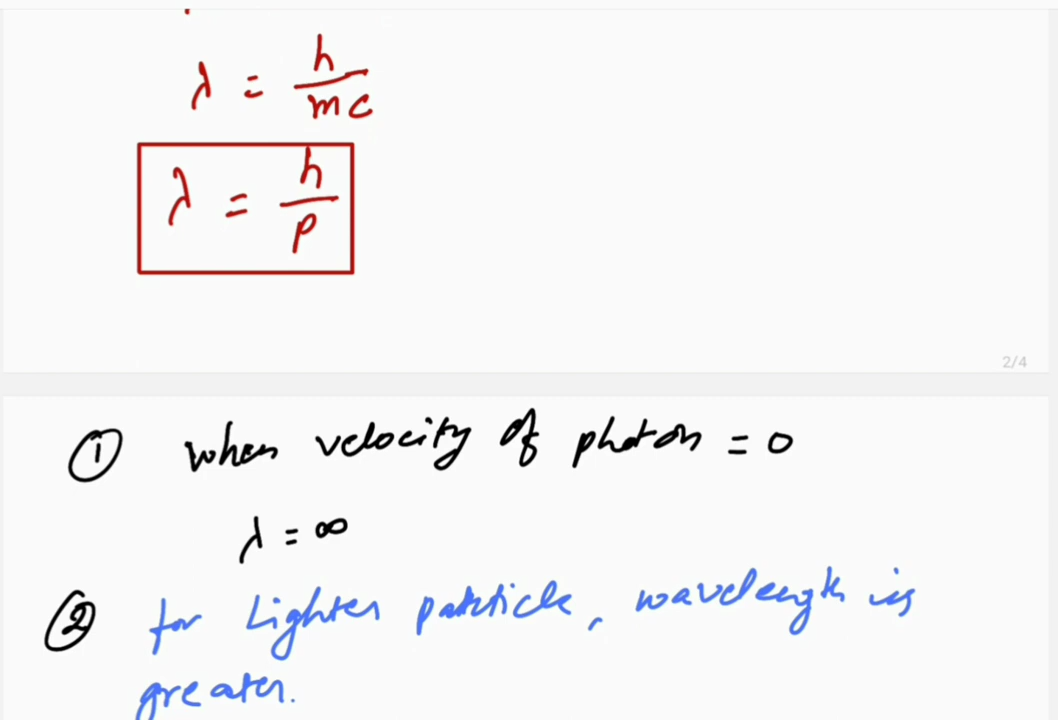 λ = h/mc
λ = h/p
2/4
① when velocity of photon = 0
λ = ∞
② for Lighter particle, wavelength is
greater.